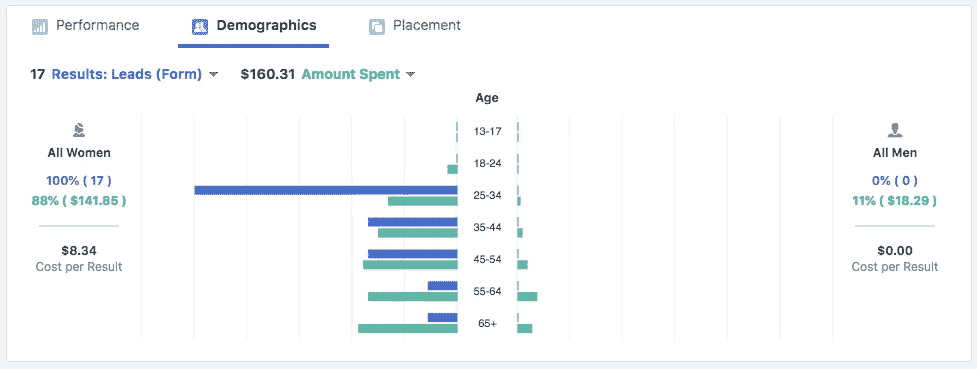 Performance Demographics Placement
17 Results: Leads (Form) $160.31 Amount Spent
Age
13-17
18-24
25-34
35-44
45-54
55-64
65+
All Women
100% ( 17 )
88% ( $141.85 )
$8.34
Cost per Result
All Men
0% ( 0 )
11% ( $18.29 )
$0.00
Cost per Result